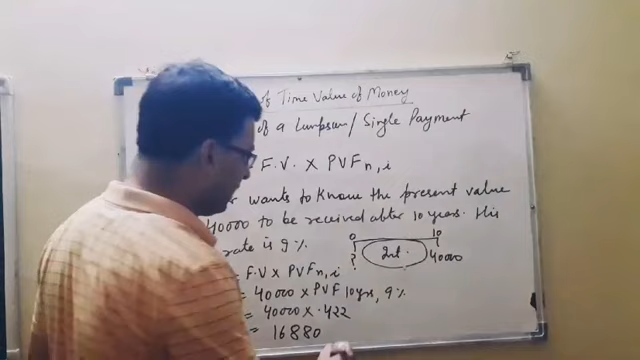 of Time Value of Money
of a Lumpsum/ Single Payment
F.V. X PVFn,i
wants to know the present value
40000 to be received after 10 years. His
rate is 9%.
0 10
? Int. 40000
F.V X PVFn,i
= 40000 X PVF 10yrs, 9%
= 40000 X .422
= 16880